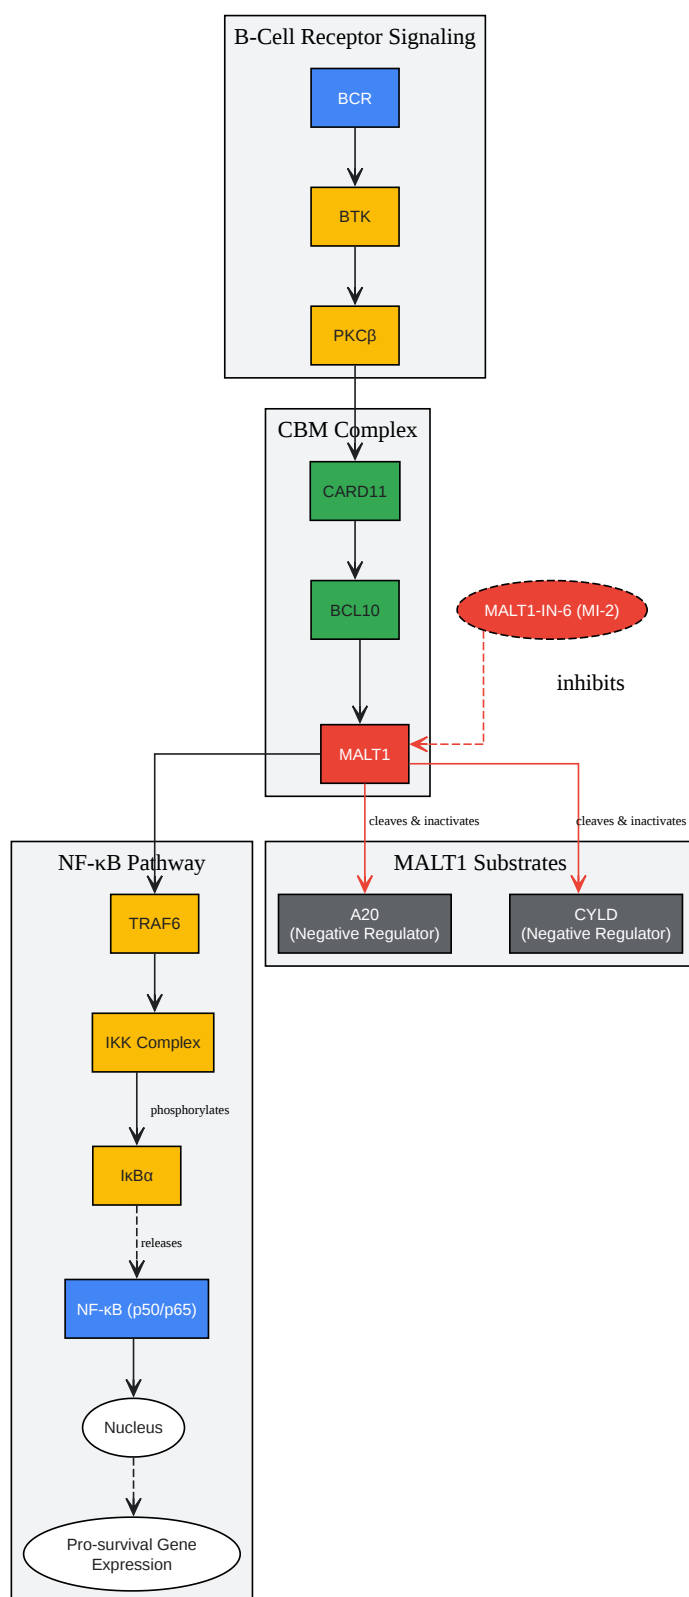 B-Cell Receptor Signaling
BCR
BTK
PKCβ
CBM Complex
CARD11
BCL10
MALT1-IN-6 (MI-2)
inhibits
MALT1
cleaves & inactivates
cleaves & inactivates
NF-κB Pathway
MALT1 Substrates
TRAF6
A20
(Negative Regulator)
CYLD
(Negative Regulator)
IKK Complex
phosphorylates
IκBα
releases
NF-κB (p50/p65)
Nucleus
Pro-survival Gene
Expression